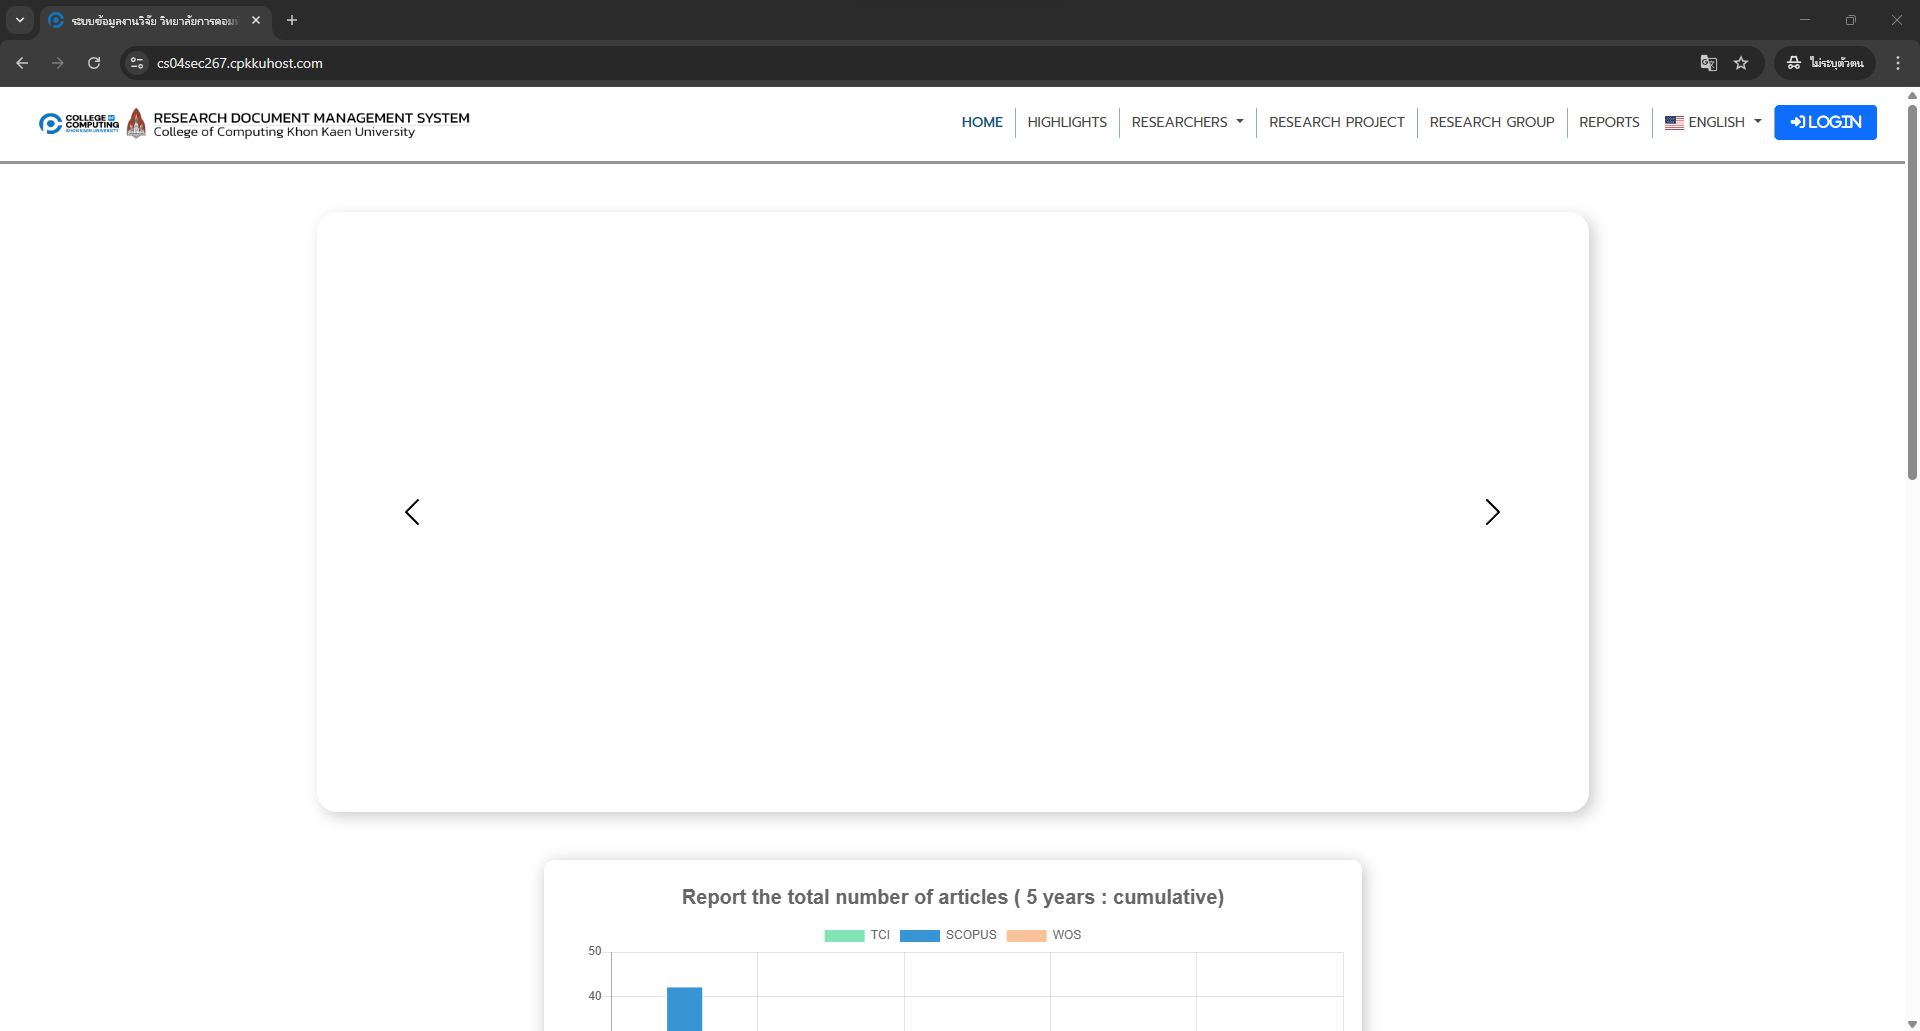 ระบบข้อมูลงานวิจัย วิทยาลัยการคอมพ
cs04sec267.cpkkuhost.com
ไม่ระบุตัวตน
COLLEGE OF
COMPUTING
KHON KAEN UNIVERSITY
RESEARCH DOCUMENT MANAGEMENT SYSTEM
College of Computing Khon Kaen University
HOME
HIGHLIGHTS
RESEARCHERS
RESEARCH PROJECT
RESEARCH GROUP
REPORTS
ENGLISH
LOGIN
Report the total number of articles ( 5 years : cumulative)
TCI
SCOPUS
WOS
50
40